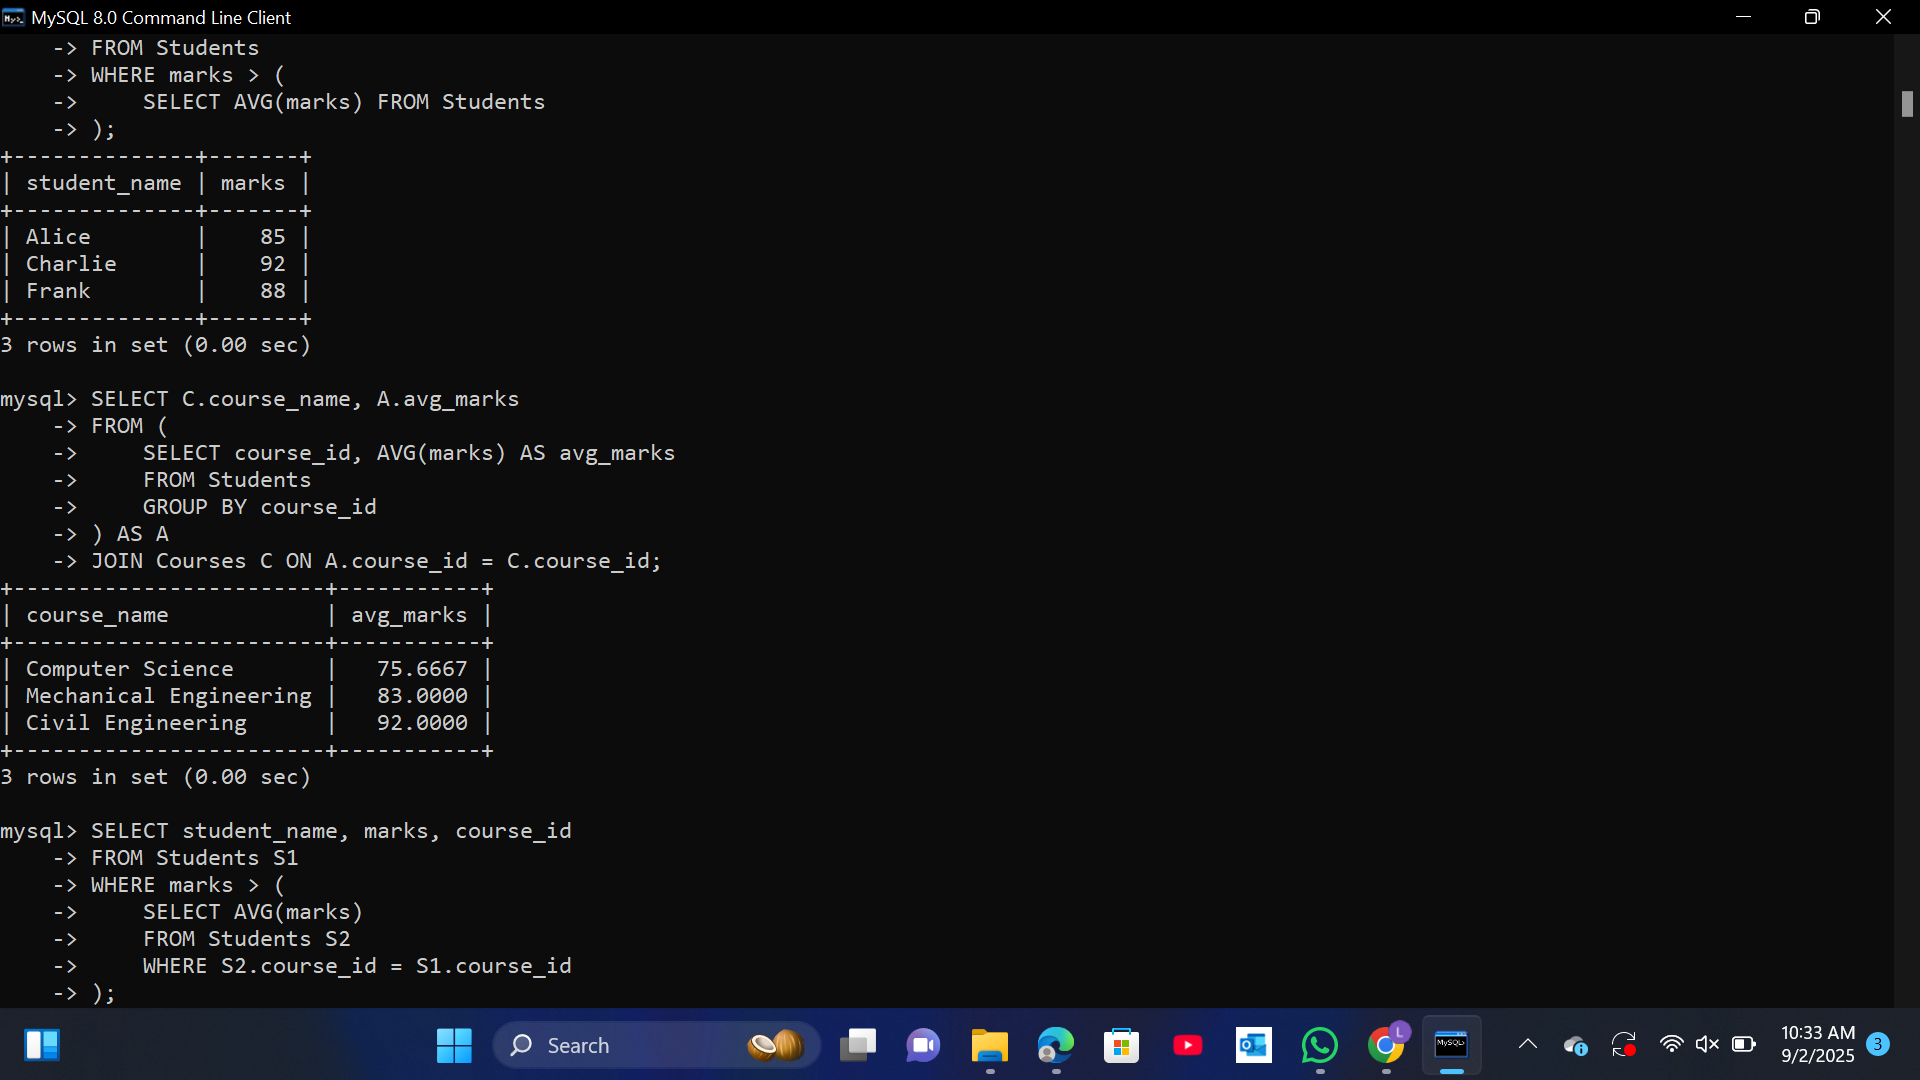 MySQL 8.0 Command Line Client
    -> FROM Students
    -> WHERE marks > (
    ->     SELECT AVG(marks) FROM Students
    -> );
+--------------+-------+
| student_name | marks |
+--------------+-------+
| Alice        |    85 |
| Charlie      |    92 |
| Frank        |    88 |
+--------------+-------+
3 rows in set (0.00 sec)

mysql> SELECT C.course_name, A.avg_marks
    -> FROM (
    ->     SELECT course_id, AVG(marks) AS avg_marks
    ->     FROM Students
    ->     GROUP BY course_id
    -> ) AS A
    -> JOIN Courses C ON A.course_id = C.course_id;
+------------------------+-----------+
| course_name            | avg_marks |
+------------------------+-----------+
| Computer Science       |   75.6667 |
| Mechanical Engineering |   83.0000 |
| Civil Engineering      |   92.0000 |
+------------------------+-----------+
3 rows in set (0.00 sec)

mysql> SELECT student_name, marks, course_id
    -> FROM Students S1
    -> WHERE marks > (
    ->     SELECT AVG(marks)
    ->     FROM Students S2
    ->     WHERE S2.course_id = S1.course_id
    -> );
Search
L
MySQL
10:33 AM
9/2/2025
3